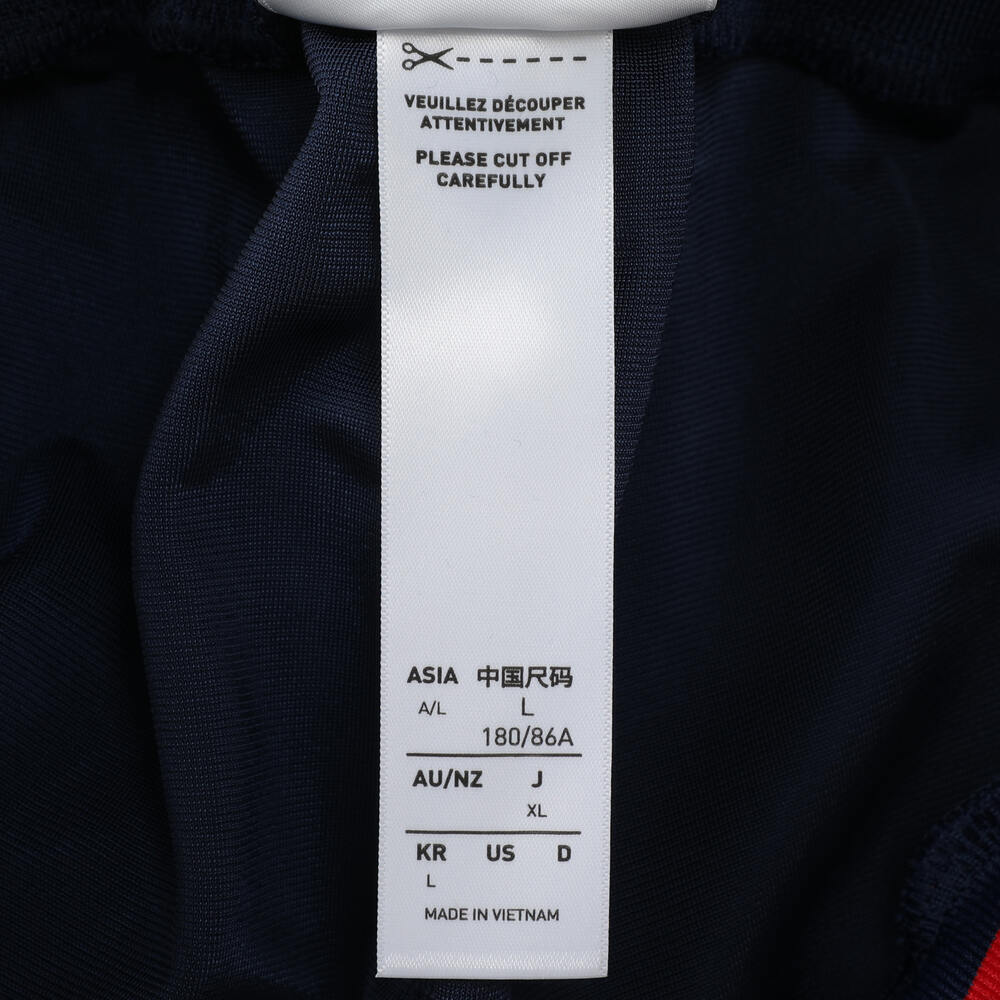 VEUILLEZ DÉCOUPER
ATTENTIVEMENT
PLEASE CUT OFF
CAREFULLY
ASIA 中国尺码
A/L L
180/86A
AU/NZ J
XL
KR US D
L
MADE IN VIETNAM